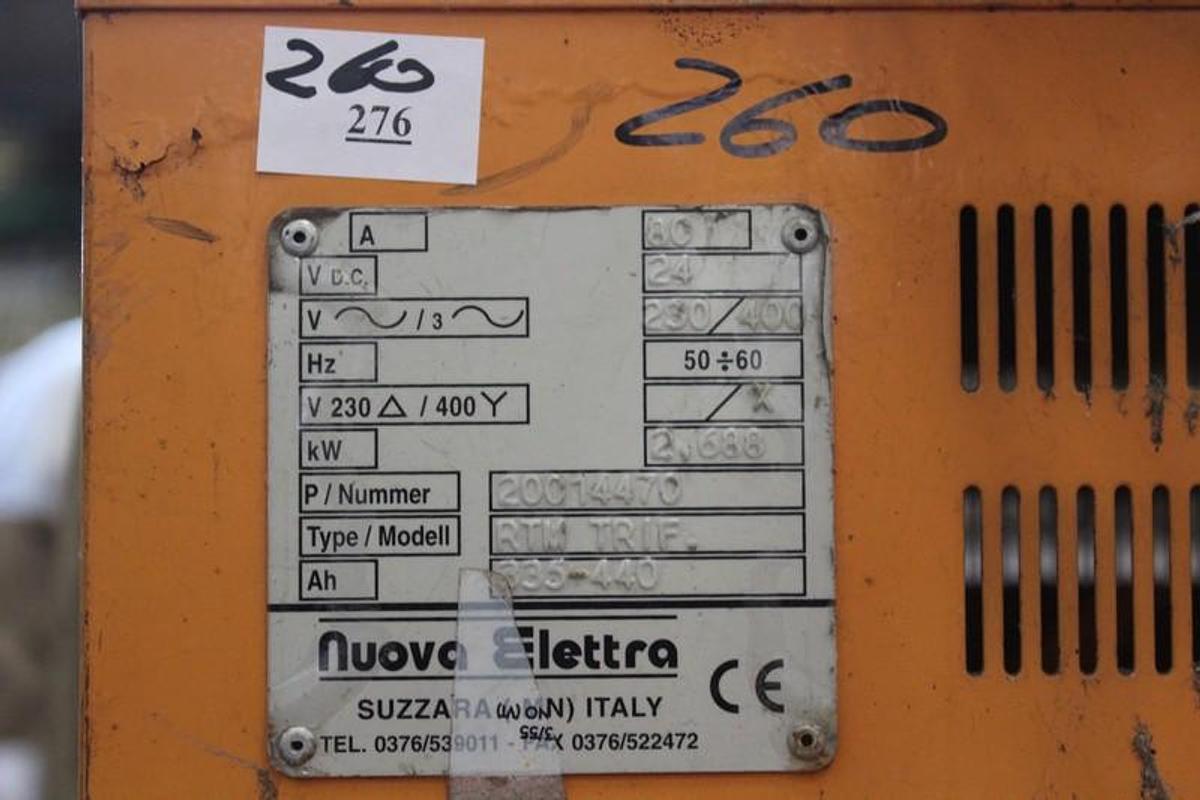 260
276
260
A 80
V D.C. 24
V / 3 230/400
Hz 50÷60
V 230 △ / 400 Y / X
kW 2,688
P/Nummer 20014470
Type/Modell RTM TRIF.
Ah 335-440
Nuova Elettra
CE
SUZZARA (MN) ITALY
TEL. 0376/539011 - FAX 0376/522472